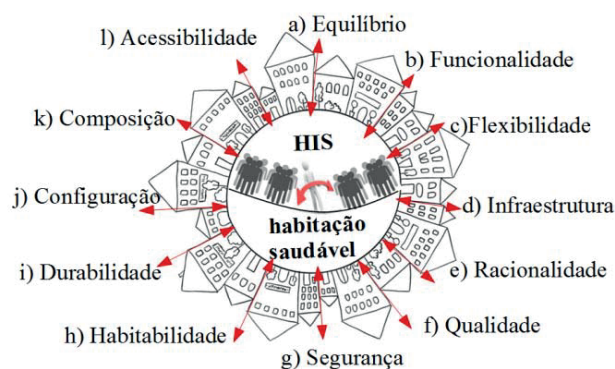 a) Equilíbrio
b) Funcionalidade
c)Flexibilidade
d) Infraestrutura
e) Racionalidade
f) Qualidade
g) Segurança
h) Habitabilidade
i) Durabilidade
j) Configuração
k) Composição
l) Acessibilidade
HIS
habitação
saudável